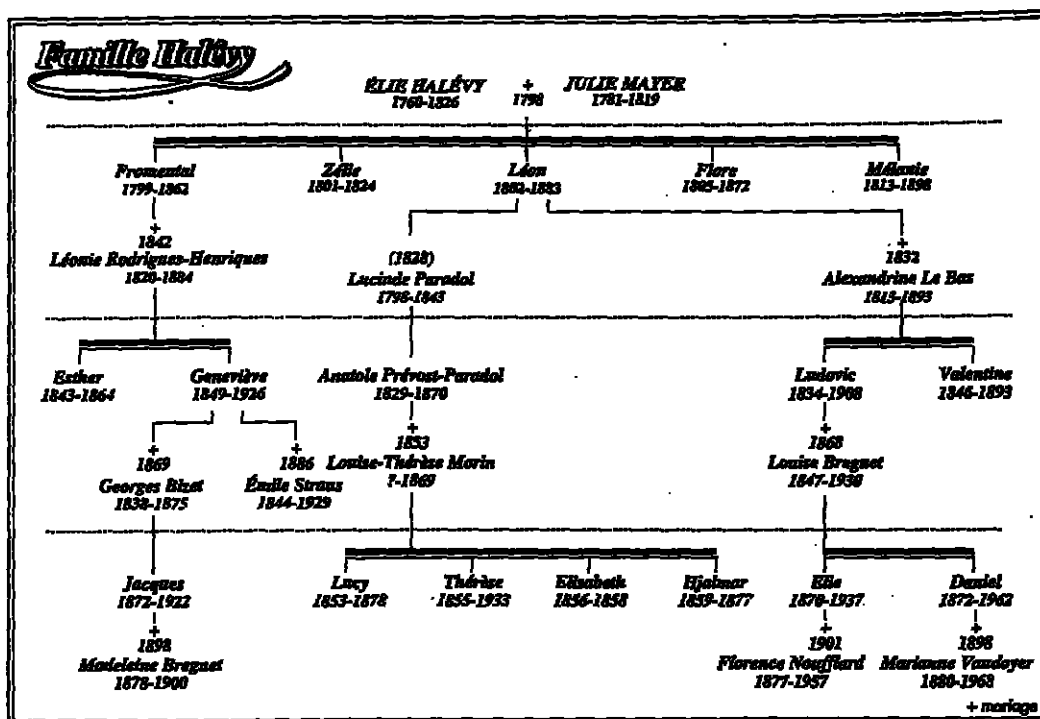 Famille Halévy
ÉLIE HALÉVY + JULIE MAYER
1760-1826 1798 1781-1819
Fromental Zélie Léon Flore Mélanie
1799-1862 1801-1824 1802-1883 1805-1872 1813-1898
+ +
1842 (1828) 1832
Léonie Rodrigues-Henriques Lucinde Paradol Alexandrine Le Bas
1820-1884 1798-1843 1813-1893
Esther Geneviève Anatole Prévost-Paradol Ludovic Valentine
1843-1864 1849-1926 1829-1870 1834-1908 1846-1893
+ + + +
1869 1886 1853 1868
Georges Bizet Émile Straus Louise-Thérèse Morin Louise Breguet
1838-1875 1844-1929 ?-1869 1847-1930
Jacques Lucy Thérèse Elisabeth Hjalmar Elie Daniel
1872-1922 1853-1878 1855-1933 1856-1858 1859-1877 1870-1937 1872-1962
+ + +
1898 1901 1898
Madeleine Breguet Florence Noufflard Marianne Vaudoyer
1878-1900 1877-1957 1880-1968
+ mariage